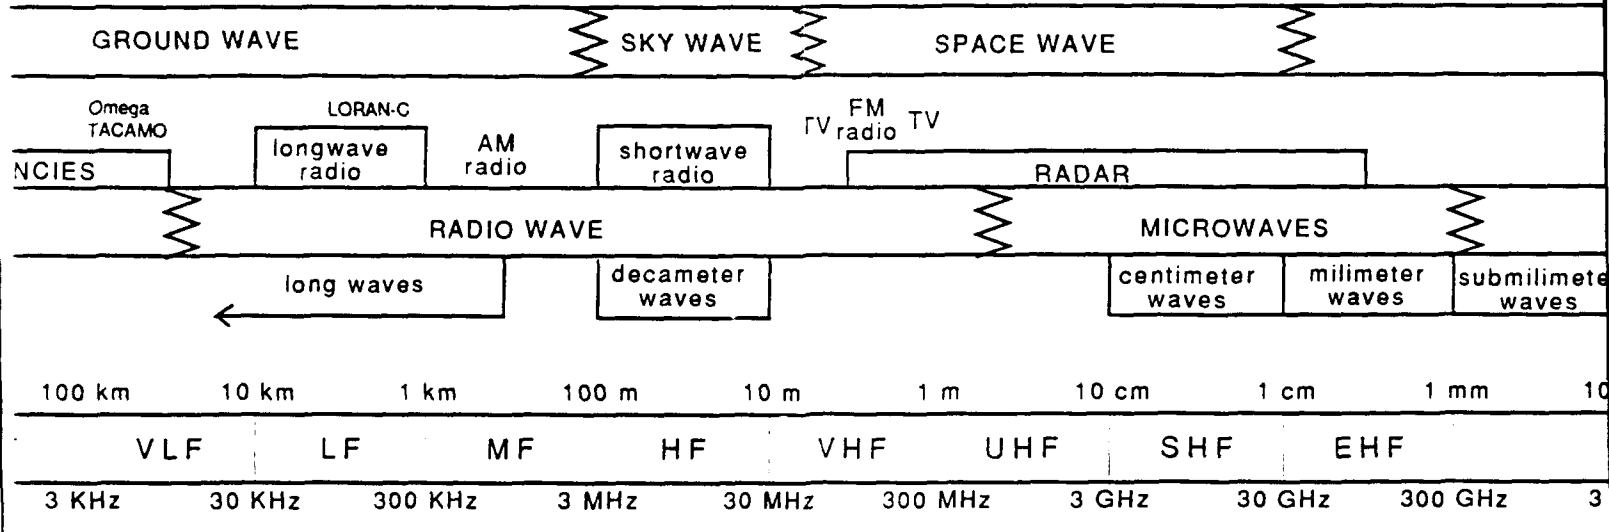 GROUND WAVE SKY WAVE SPACE WAVE
Omega
TACAMO
LORAN-C
longwave
radio
AM
radio
shortwave
radio
TV
FM
radio
TV
NCIES
RADAR
RADIO WAVE MICROWAVES
long waves
decameter
waves
centimeter
waves
milimeter
waves
submilimete
waves
100 km 10 km 1 km 100 m 10 m 1 m 10 cm 1 cm 1 mm 10
VLF LF MF HF VHF UHF SHF EHF
3 KHz 30 KHz 300 KHz 3 MHz 30 MHz 300 MHz 3 GHz 30 GHz 300 GHz 3